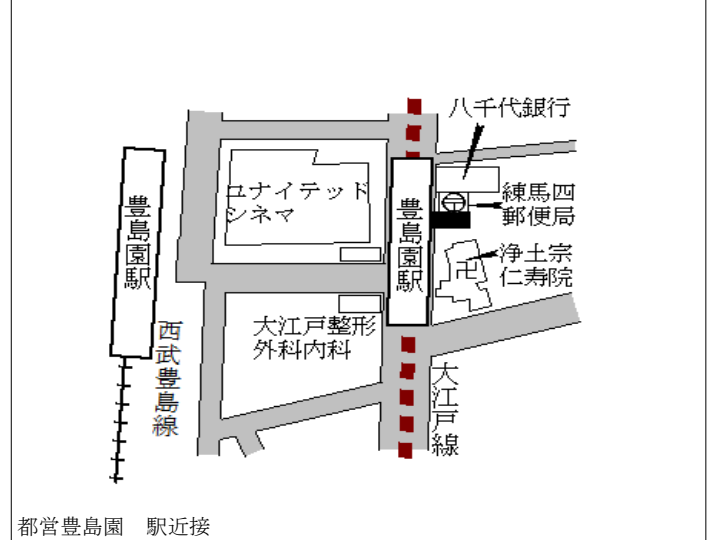 八千代銀行
ユナイテッド
シネマ
豊島園駅
豊島園駅
練馬四
郵便局
浄土宗
仁寿院
卍
大江戸整形
外科内科
西武豊島線
大江戸線
都営豊島園　駅近接